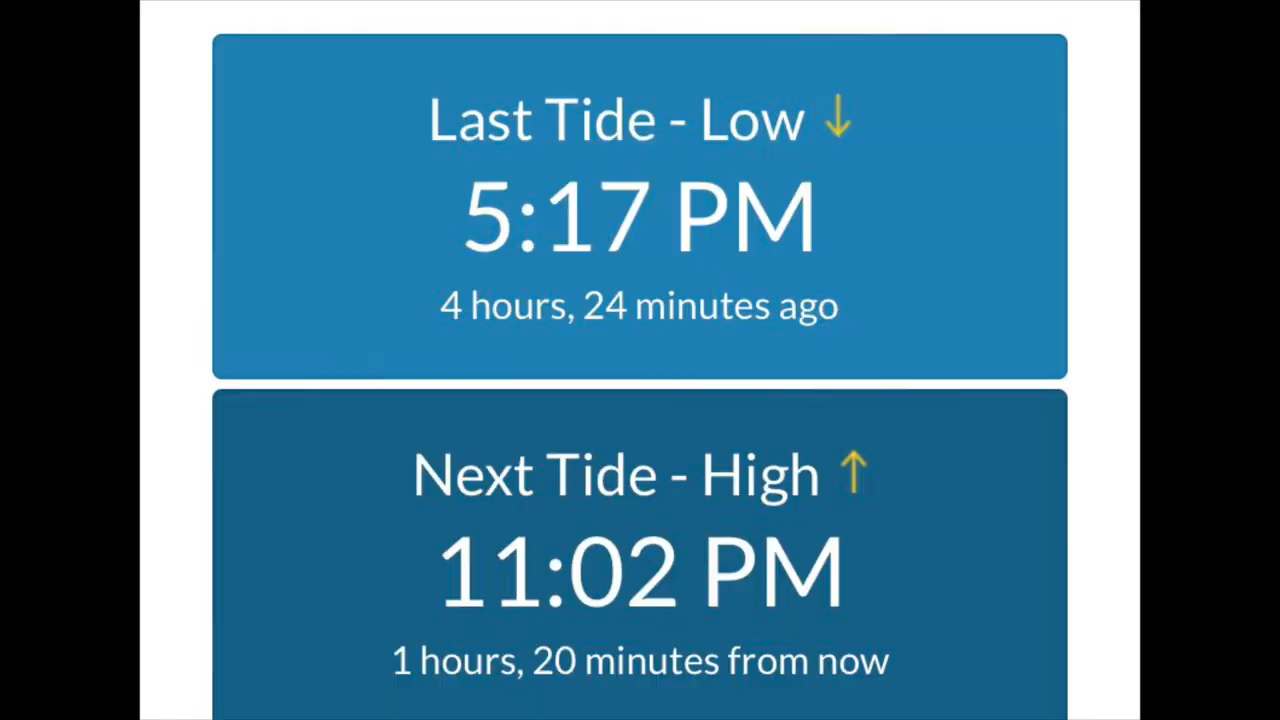 Last Tide - Low ↓
5:17 PM
4 hours, 24 minutes ago
Next Tide - High ↑
11:02 PM
1 hours, 20 minutes from now